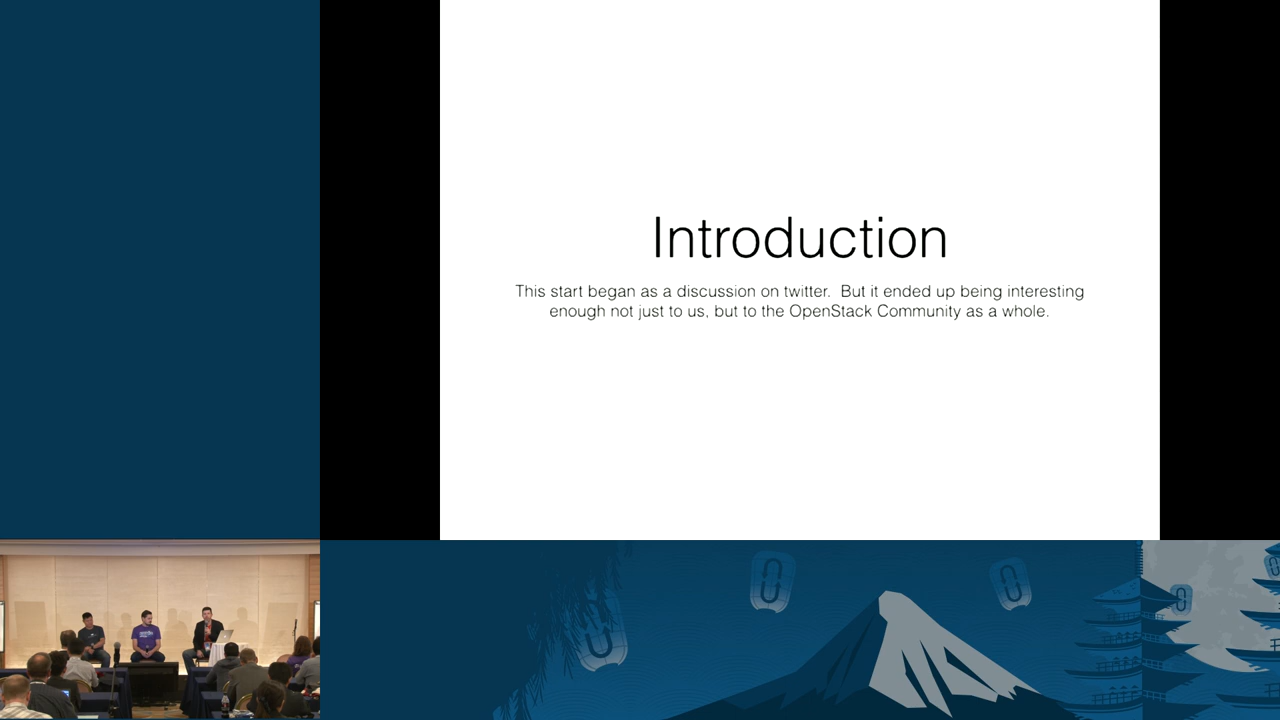 Introduction
This start began as a discussion on twitter.  But it ended up being interesting
enough not just to us, but to the OpenStack Community as a whole.